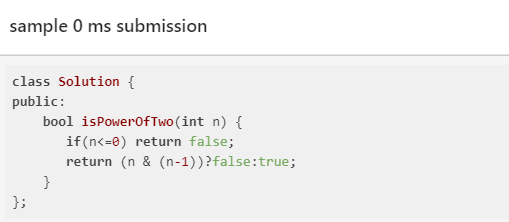 sample 0 ms submission
class Solution {
public:
    bool isPowerOfTwo(int n) {
       if(n<=0) return false;
       return (n & (n-1))?false:true;
    }
};